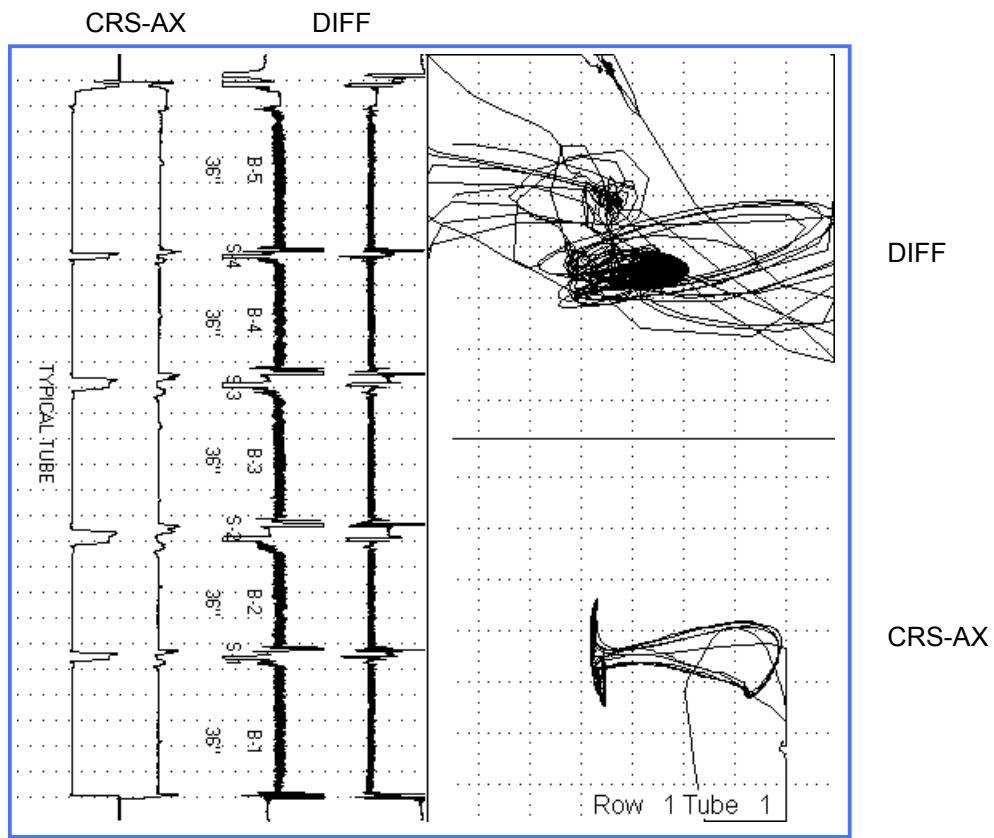 CRS-AX
DIFF
B-5
36"
S-4
B-4
36"
S-3
TYPICAL TUBE
B-3
36"
S-2
B-2
36"
B-1
36"
DIFF
CRS-AX
Row 1 Tube 1